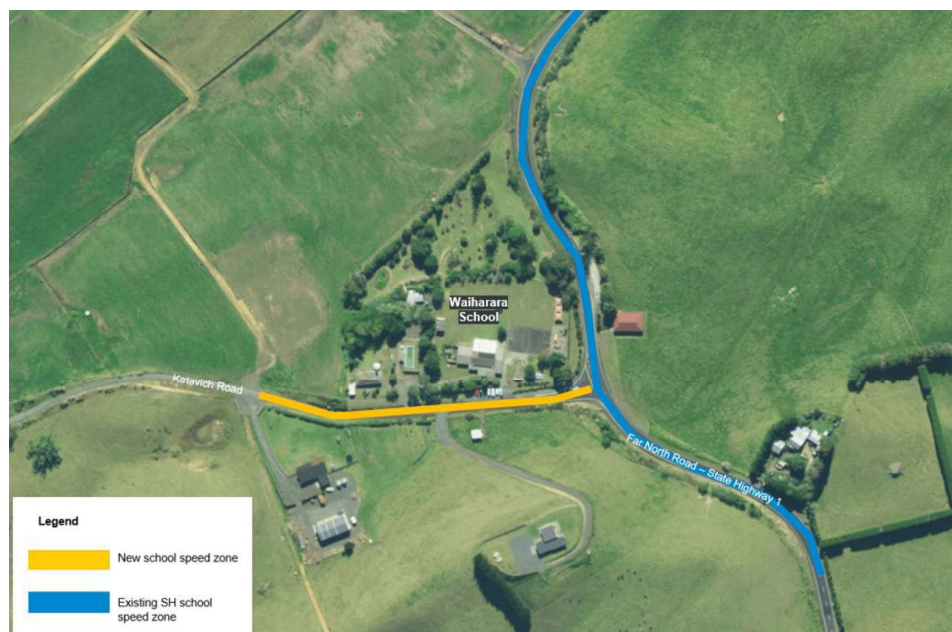 Waiharara
School
Katavich Road
Far North Road – State Highway 1
Legend
New school speed zone
Existing SH school
speed zone